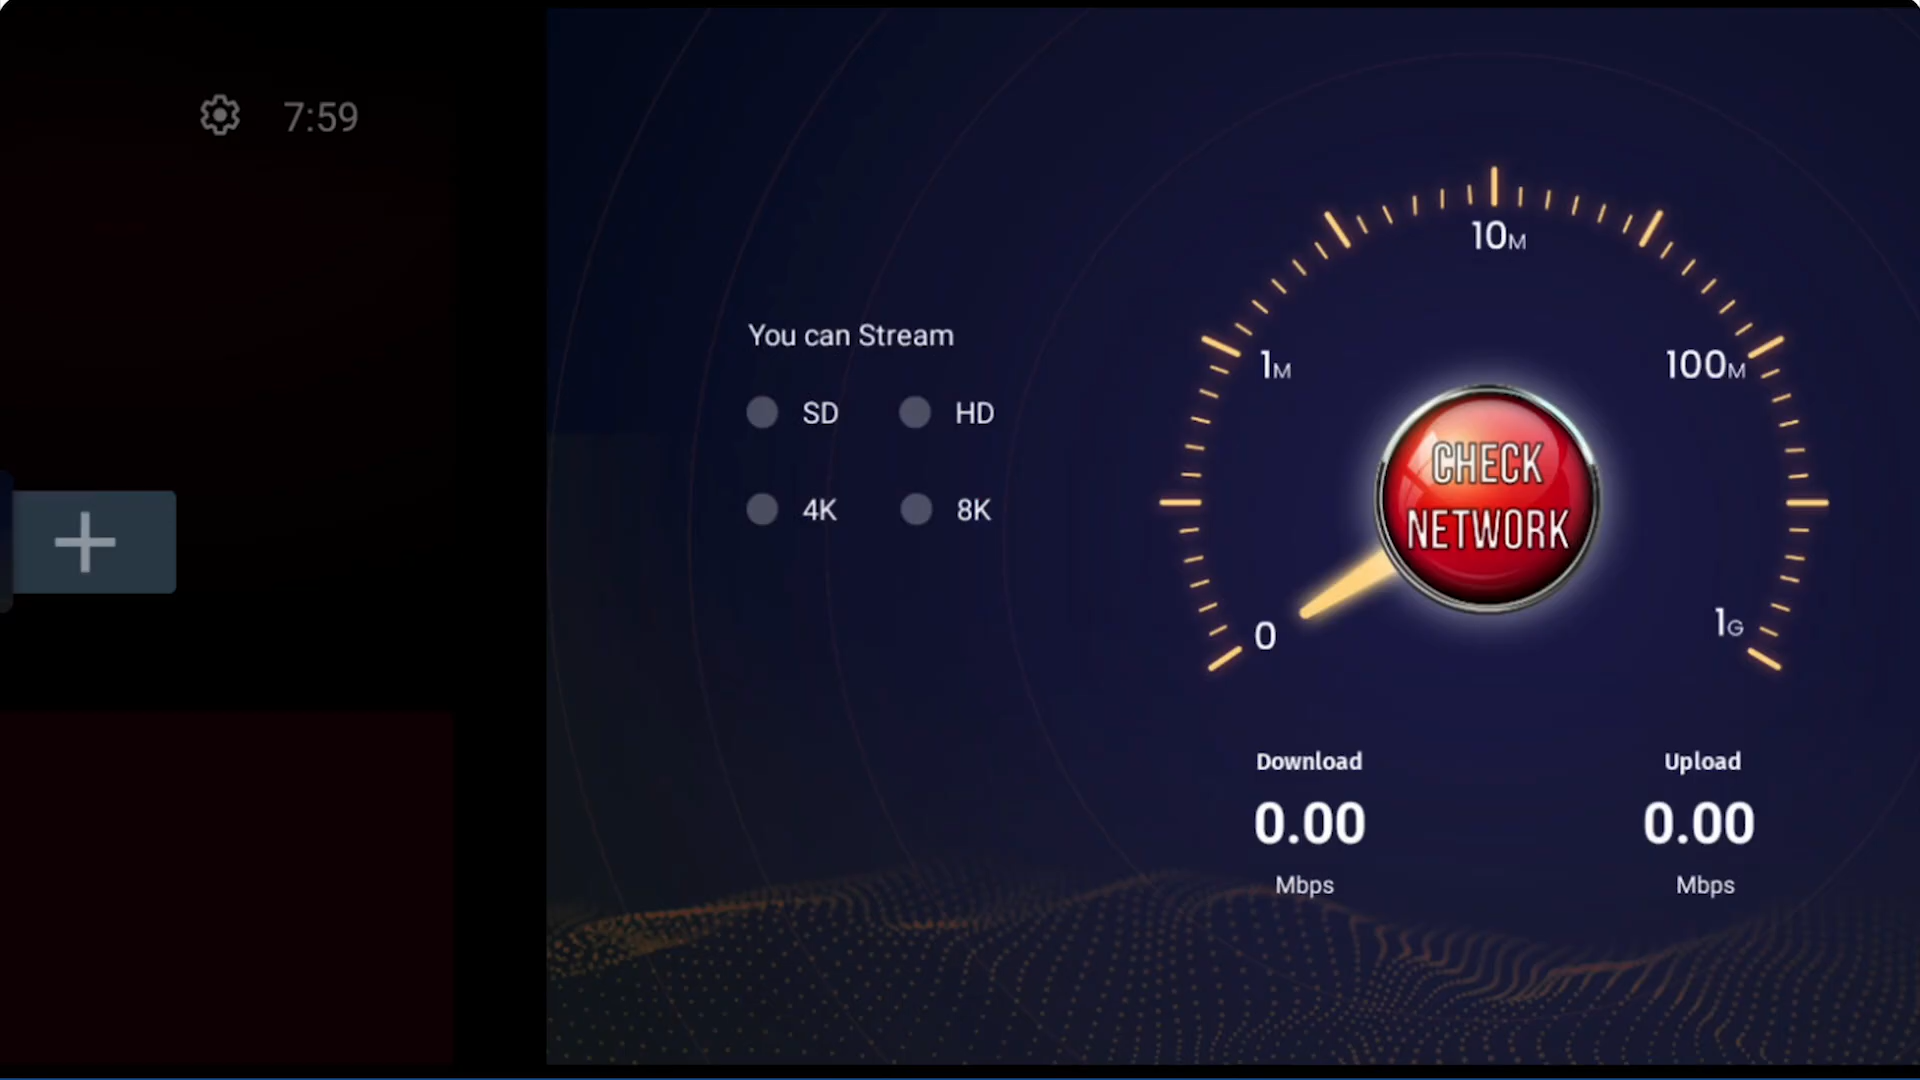 7:59
You can Stream
SD
HD
4K
8K
0
1M
10M
100M
1G
CHECK
NETWORK
Download
Upload
0.00
0.00
Mbps
Mbps